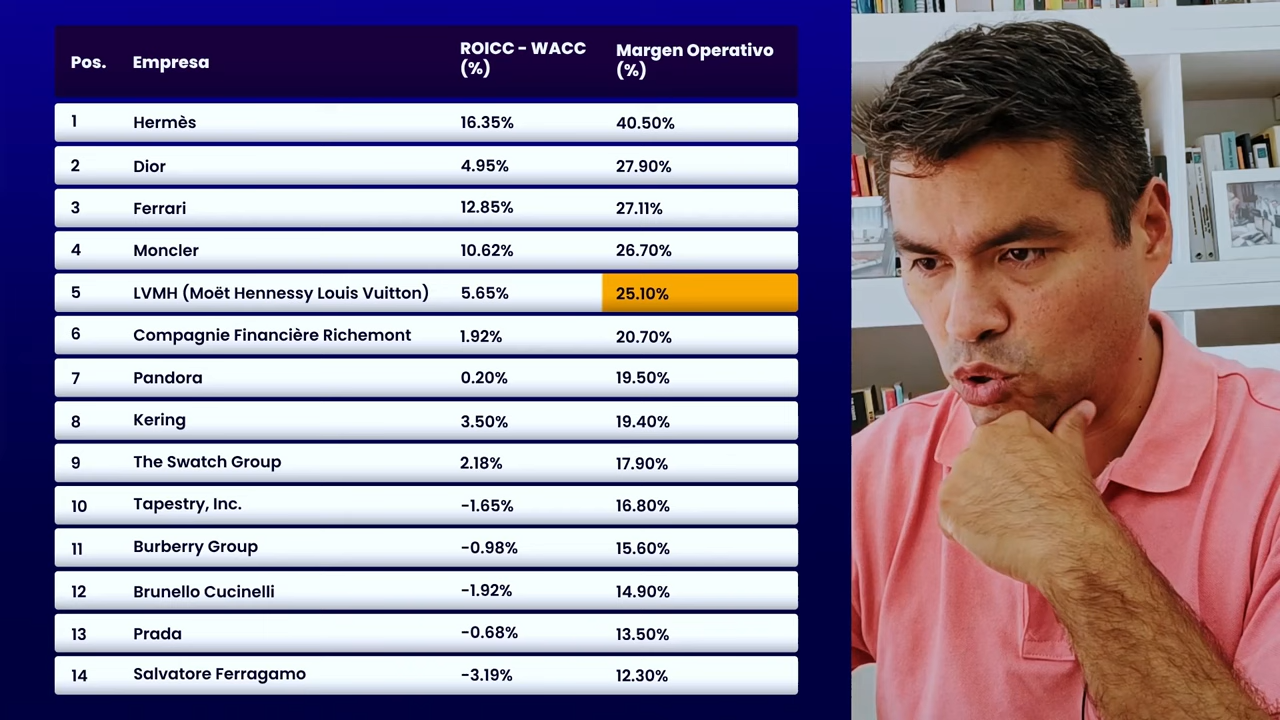 Pos. Empresa ROICC - WACC (%) Margen Operativo (%)
1 Hermès 16.35% 40.50%
2 Dior 4.95% 27.90%
3 Ferrari 12.85% 27.11%
4 Moncler 10.62% 26.70%
5 LVMH (Moët Hennessy Louis Vuitton) 5.65% 25.10%
6 Compagnie Financière Richemont 1.92% 20.70%
7 Pandora 0.20% 19.50%
8 Kering 3.50% 19.40%
9 The Swatch Group 2.18% 17.90%
10 Tapestry, Inc. -1.65% 16.80%
11 Burberry Group -0.98% 15.60%
12 Brunello Cucinelli -1.92% 14.90%
13 Prada -0.68% 13.50%
14 Salvatore Ferragamo -3.19% 12.30%